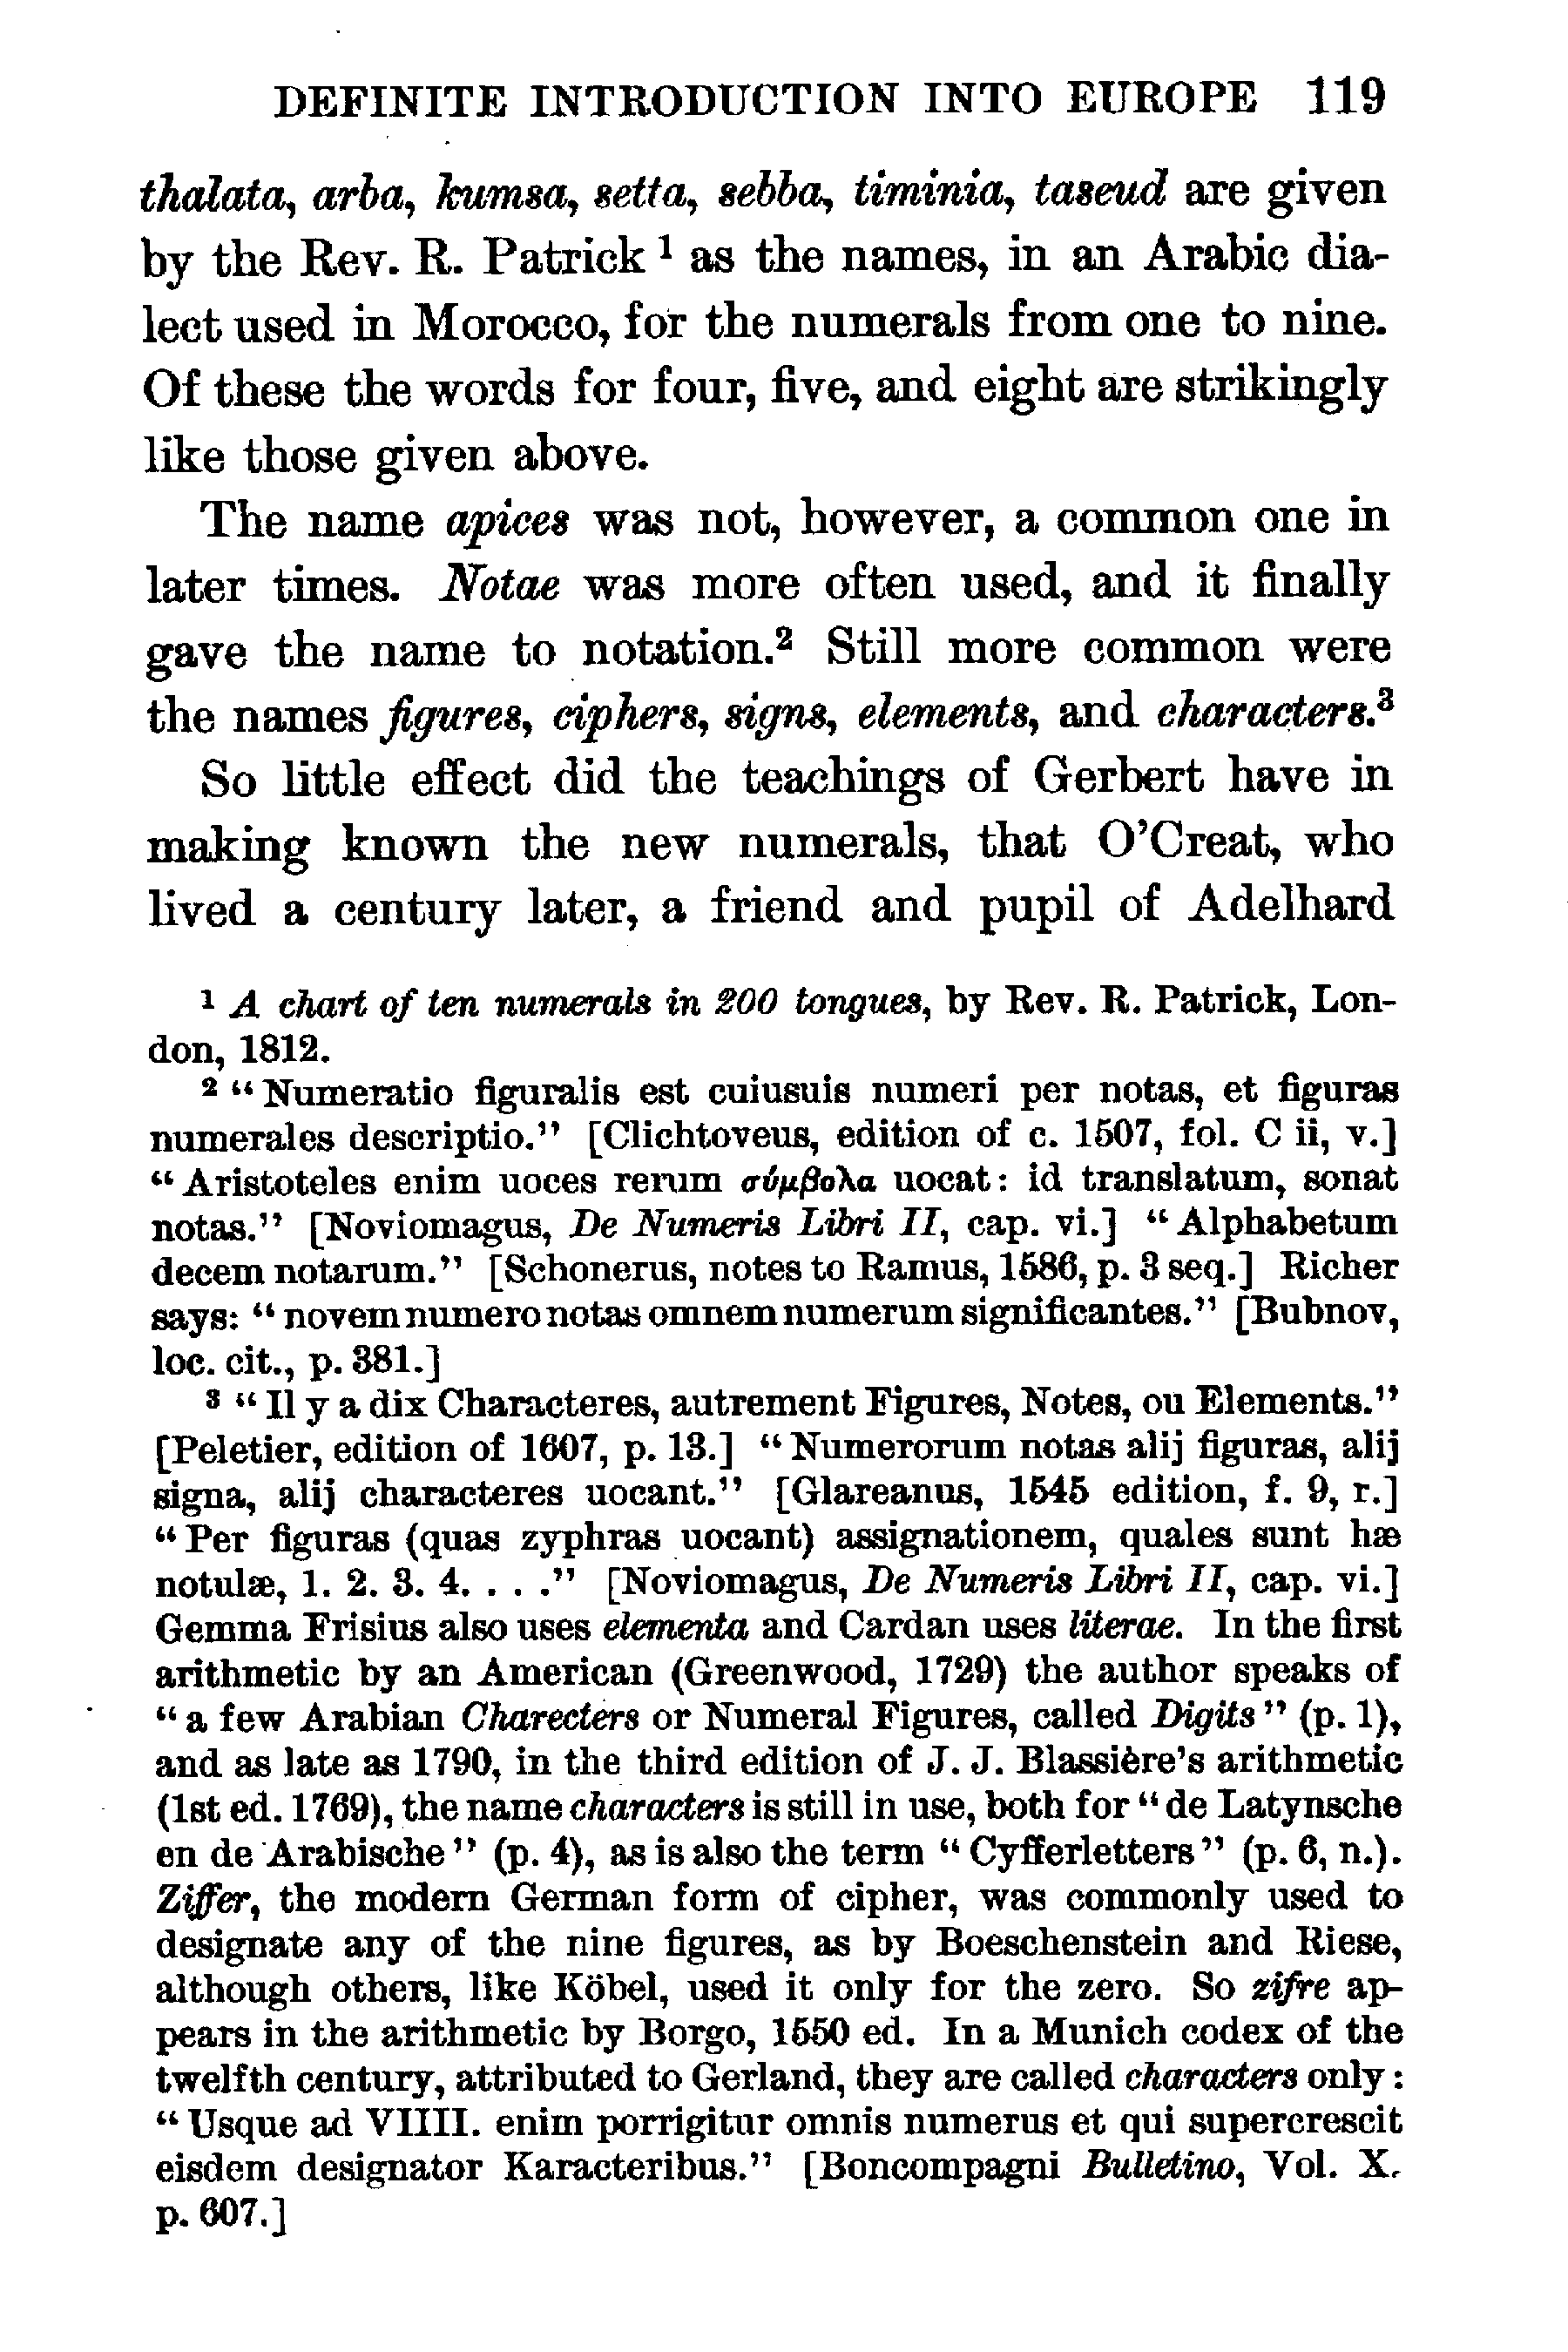 DEFINITE INTRODUCTION INTO EUROPE 119
thalata, arba, kumsa, setta, sebba, timinia, taseud are given
by the Rev. R. Patrick ¹ as the names, in an Arabic dia-
lect used in Morocco, for the numerals from one to nine.
Of these the words for four, five, and eight are strikingly
like those given above.
The name apices was not, however, a common one in
later times. Notae was more often used, and it finally
gave the name to notation.² Still more common were
the names figures, ciphers, signs, elements, and characters.³
So little effect did the teachings of Gerbert have in
making known the new numerals, that O'Creat, who
lived a century later, a friend and pupil of Adelhard
¹ A chart of ten numerals in 200 tongues, by Rev. R. Patrick, Lon-
don, 1812.
² “Numeratio figuralis est cuiusuis numeri per notas, et figuras
numerales descriptio.” [Clichtoveus, edition of c. 1507, fol. C ii, v.]
“Aristoteles enim uoces rerum σύμβολα uocat: id translatum, sonat
notas.” [Noviomagus, De Numeris Libri II, cap. vi.] “Alphabetum
decem notarum.” [Schonerus, notes to Ramus, 1586, p. 3 seq.] Richer
says: “novem numero notas omnem numerum significantes.” [Bubnov,
loc. cit., p. 381.]
³ “Il y a dix Characteres, autrement Figures, Notes, ou Elements.”
[Peletier, edition of 1607, p. 13.] “Numerorum notas alij figuras, alij
signa, alij characteres uocant.” [Glareanus, 1545 edition, f. 9, r.]
“Per figuras (quas zyphras uocant) assignationem, quales sunt hæ
notulæ, 1. 2. 3. 4. . . .” [Noviomagus, De Numeris Libri II, cap. vi.]
Gemma Frisius also uses elementa and Cardan uses literae. In the first
arithmetic by an American (Greenwood, 1729) the author speaks of
“a few Arabian Charecters or Numeral Figures, called Digits” (p. 1),
and as late as 1790, in the third edition of J. J. Blassière's arithmetic
(1st ed. 1769), the name characters is still in use, both for “de Latynsche
en de Arabische” (p. 4), as is also the term “Cyfferletters” (p. 6, n.).
Ziffer, the modern German form of cipher, was commonly used to
designate any of the nine figures, as by Boeschenstein and Riese,
although others, like Köbel, used it only for the zero. So zifre ap-
pears in the arithmetic by Borgo, 1550 ed. In a Munich codex of the
twelfth century, attributed to Gerland, they are called characters only:
“Usque ad VIIII. enim porrigitur omnis numerus et qui supercrescit
eisdem designator Karacteribus.” [Boncompagni Bulletino, Vol. X.
p. 607.]